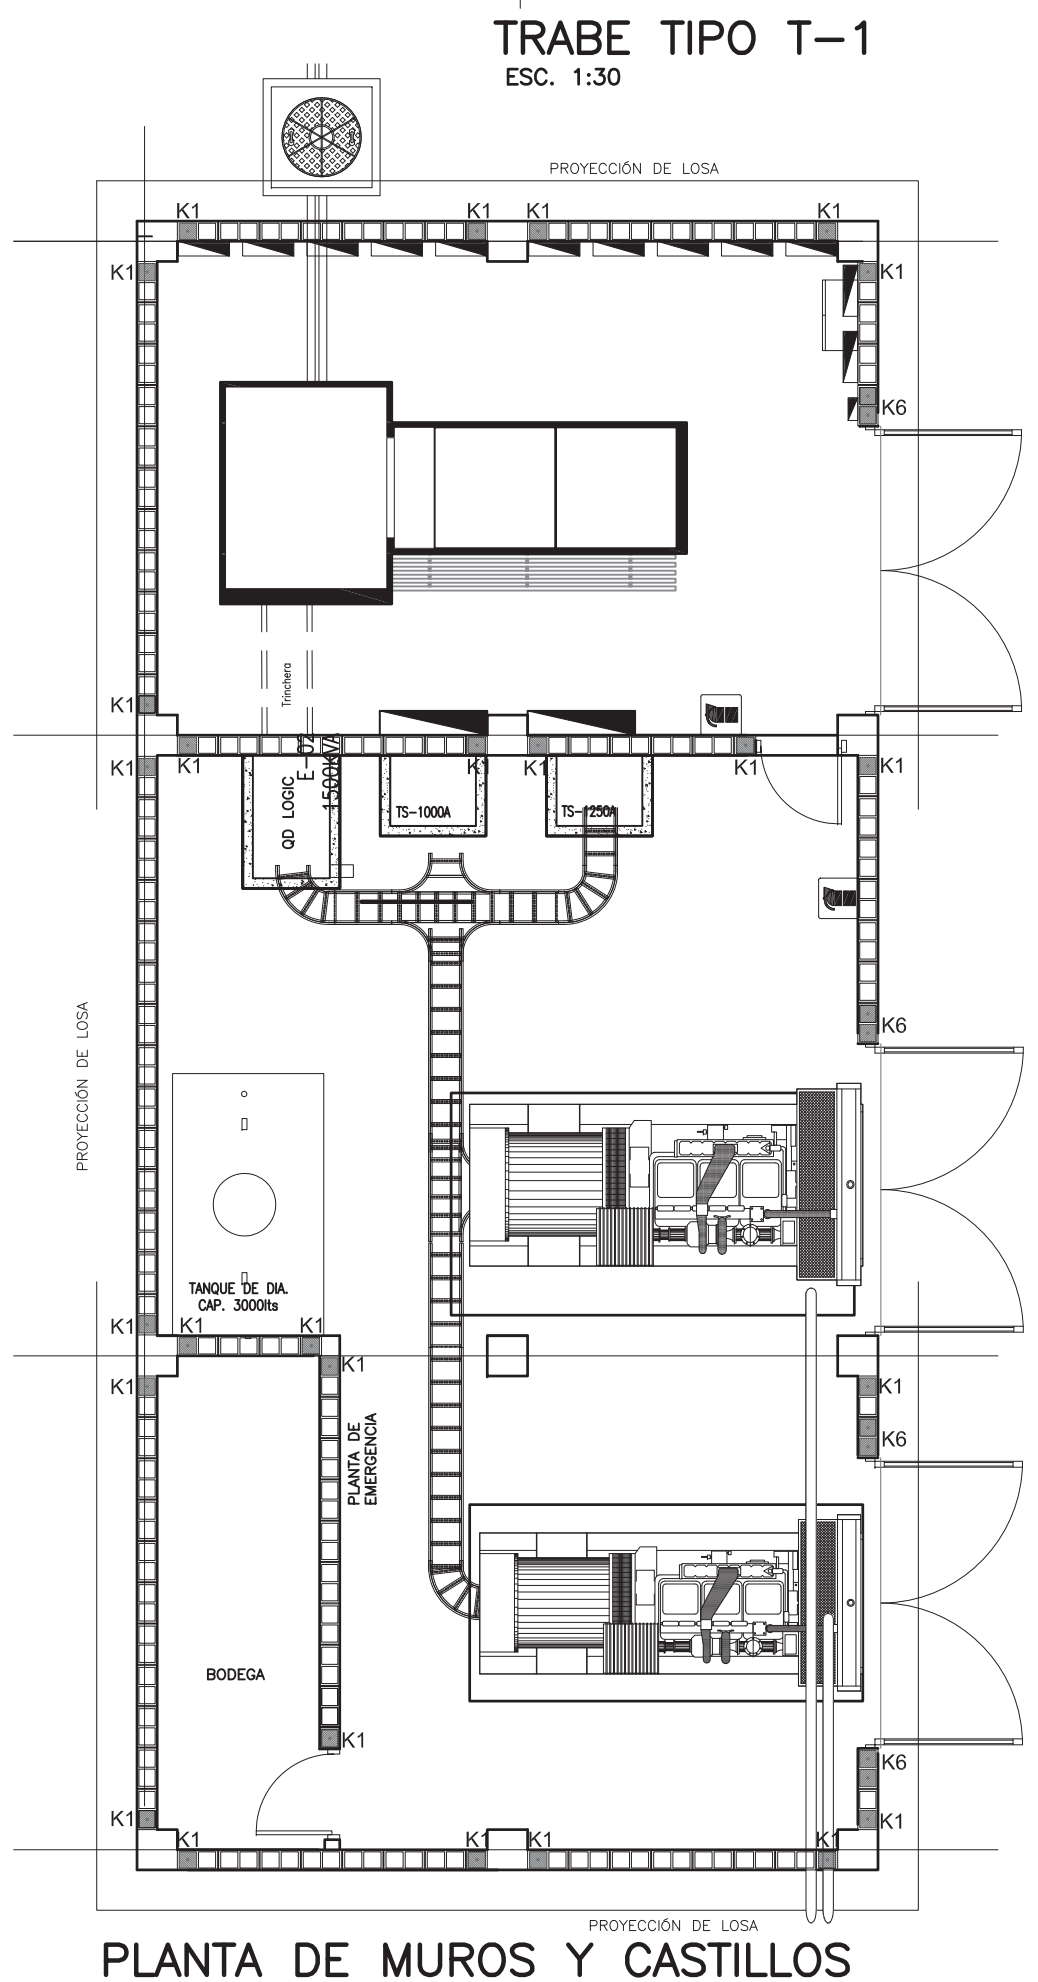 TRABE TIPO T-1
ESC. 1:30
PROYECCIÓN DE LOSA
K1 K1 K1 K1
K1 K1
K6
Trinchera
K1
K1 K1 K1 K1 K1 K1
E-02
1500KVA
QD LOGIC
TS-1000A
TS-1250A
K6
PROYECCIÓN DE LOSA
TANQUE DE DIA.
CAP. 3000lts
K1 K1 K1
K1
K1 K1
K6
PLANTA DE
EMERGENCIA
BODEGA
K1
K6
K1 K1
K1 K1 K1 K1
PROYECCIÓN DE LOSA
PLANTA DE MUROS Y CASTILLOS